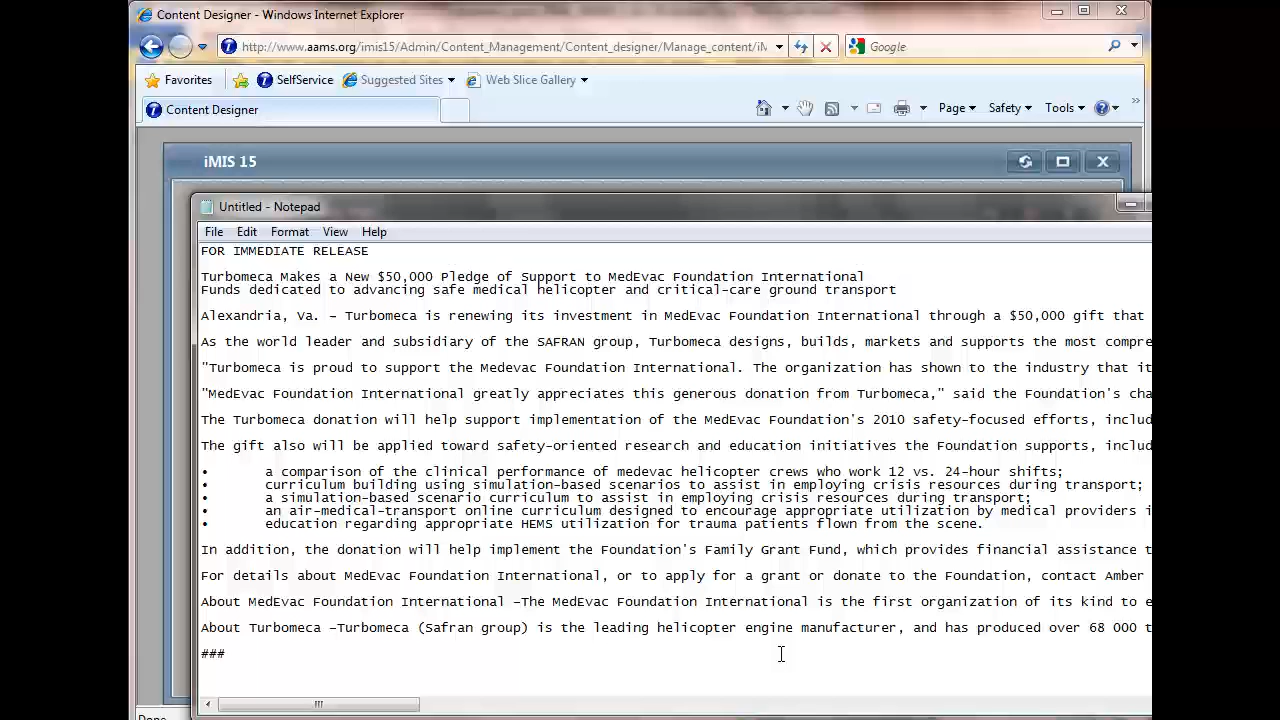 Content Designer - Windows Internet Explorer
http://www.aams.org/imis15/Admin/Content_Management/Content_designer/Manage_content/iM
Google
Favorites SelfService Suggested Sites Web Slice Gallery
Content Designer
Page Safety Tools
iMIS 15
Untitled - Notepad
File Edit Format View Help
FOR IMMEDIATE RELEASE
Turbomeca Makes a New $50,000 Pledge of Support to MedEvac Foundation International
Funds dedicated to advancing safe medical helicopter and critical-care ground transport
Alexandria, Va. – Turbomeca is renewing its investment in MedEvac Foundation International through a $50,000 gift that
As the world leader and subsidiary of the SAFRAN group, Turbomeca designs, builds, markets and supports the most compre
"Turbomeca is proud to support the Medevac Foundation International. The organization has shown to the industry that it
"MedEvac Foundation International greatly appreciates this generous donation from Turbomeca," said the Foundation's cha
The Turbomeca donation will help support implementation of the MedEvac Foundation's 2010 safety-focused efforts, includ
The gift also will be applied toward safety-oriented research and education initiatives the Foundation supports, includ
• a comparison of the clinical performance of medevac helicopter crews who work 12 vs. 24-hour shifts;
• curriculum building using simulation-based scenarios to assist in employing crisis resources during transport;
• a simulation-based scenario curriculum to assist in employing crisis resources during transport;
• an air-medical-transport online curriculum designed to encourage appropriate utilization by medical providers i
• education regarding appropriate HEMS utilization for trauma patients flown from the scene.
In addition, the donation will help implement the Foundation's Family Grant Fund, which provides financial assistance t
For details about MedEvac Foundation International, or to apply for a grant or donate to the Foundation, contact Amber
About MedEvac Foundation International –The MedEvac Foundation International is the first organization of its kind to e
About Turbomeca –Turbomeca (Safran group) is the leading helicopter engine manufacturer, and has produced over 68 000 t
###
Done